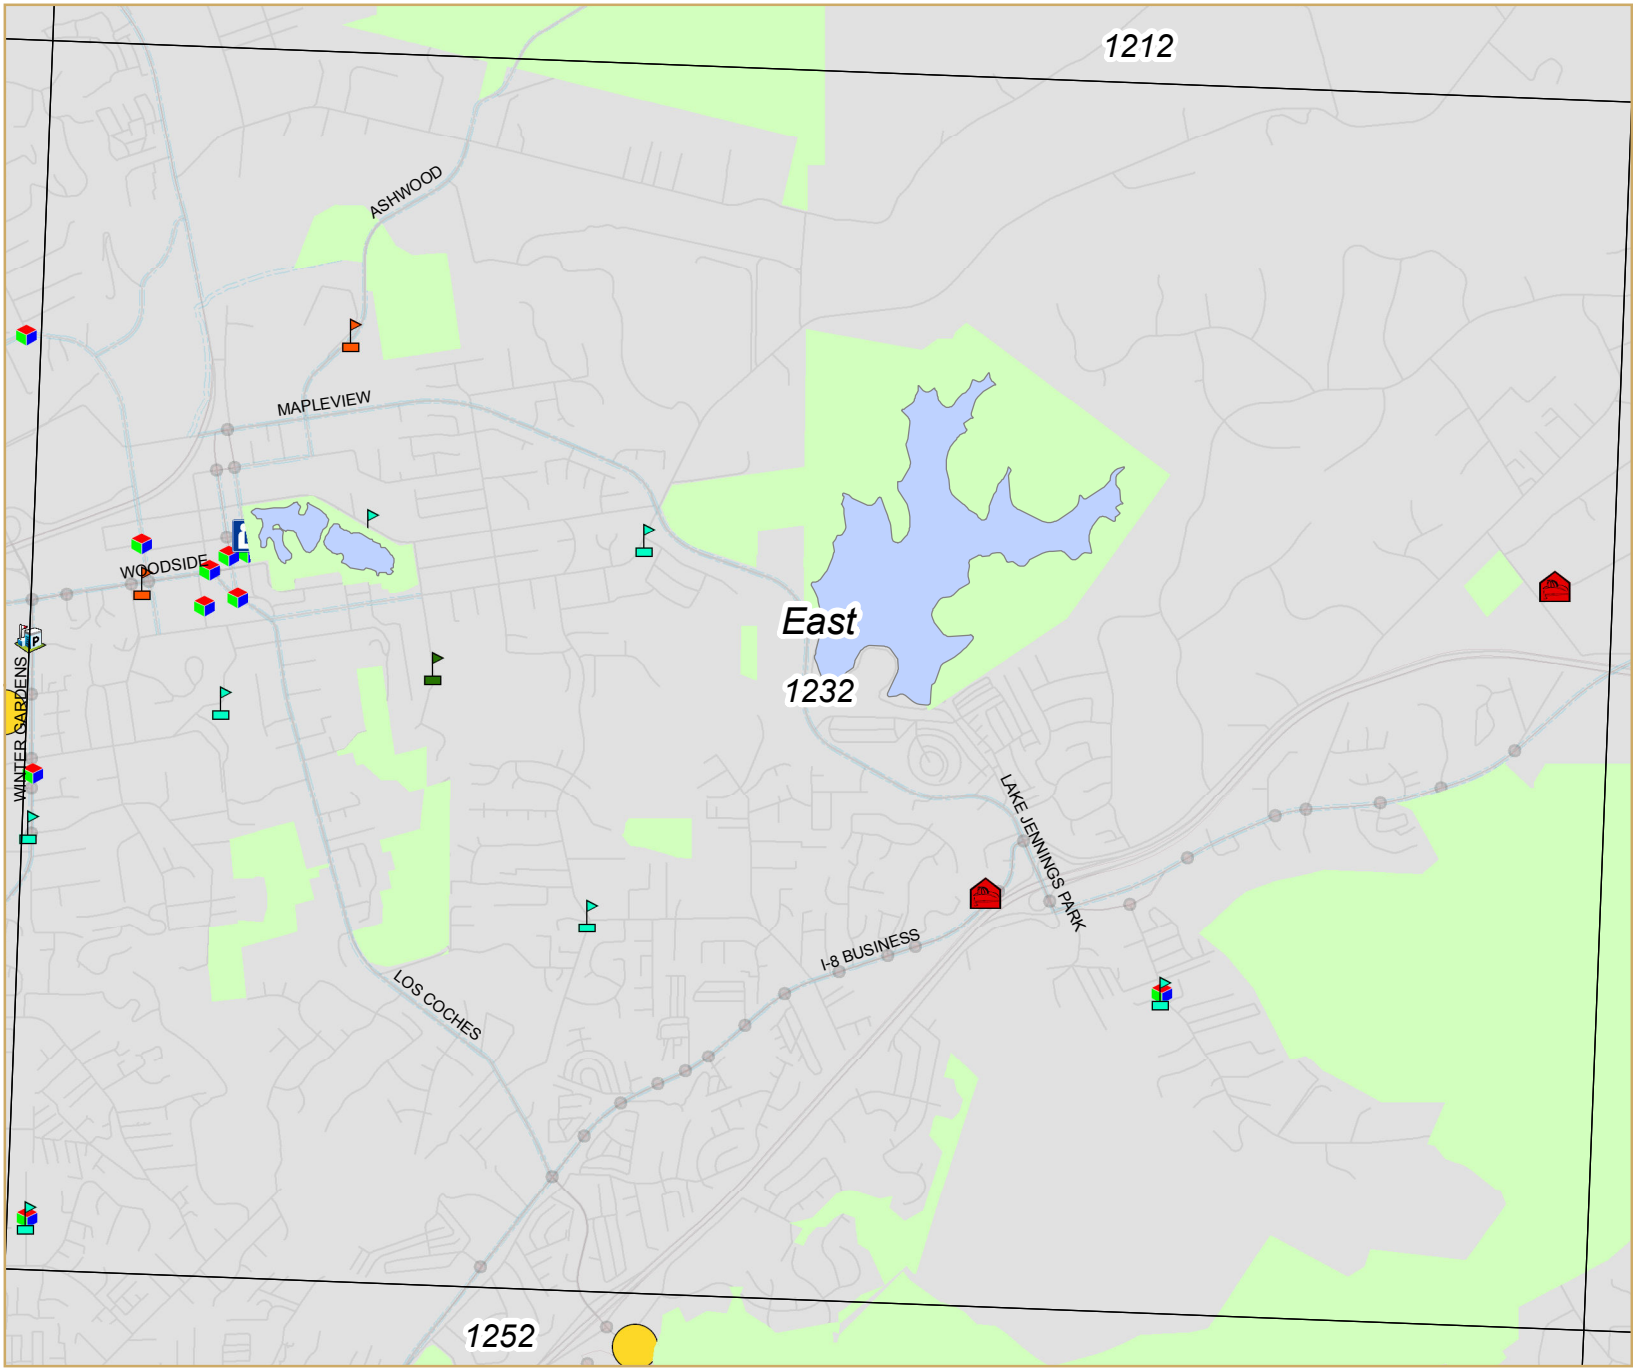 1212
ASHWOOD
MAPLEVIEW
WOODSIDE
East
P
1232
WINTER GARDENS
LAKE JENNINGS PARK
I-8 BUSINESS
LOS COCHES
1252